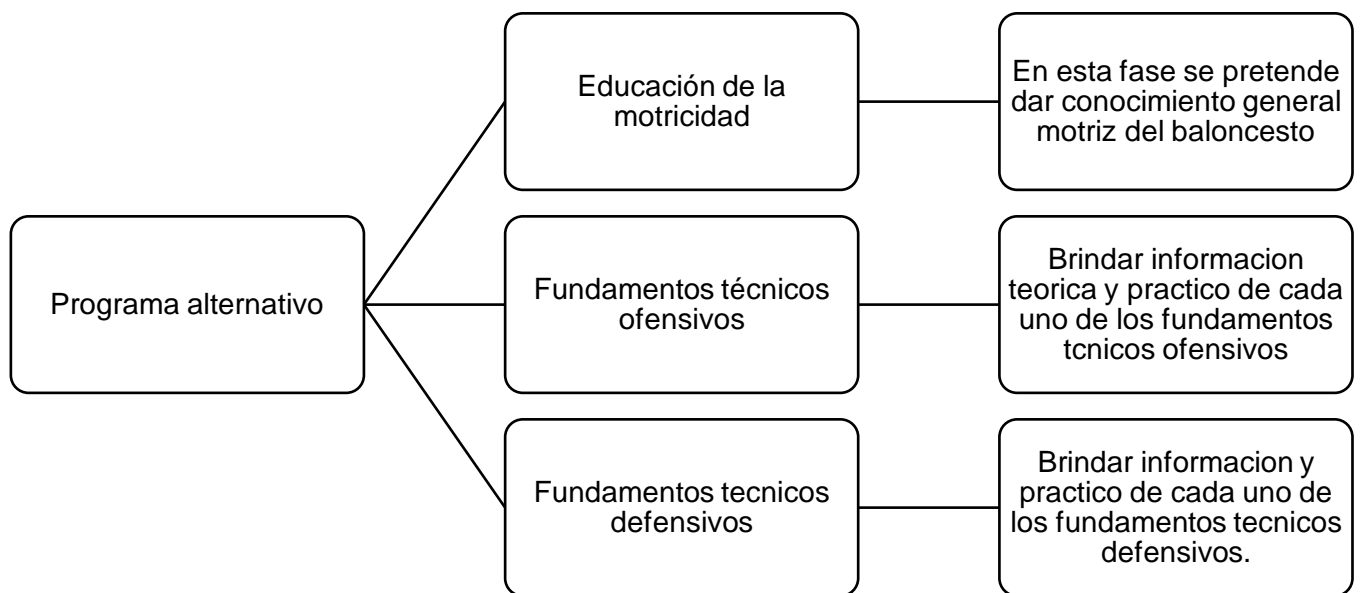 Programa alternativo
Educación de la
motricidad
En esta fase se pretende
dar conocimiento general
motriz del baloncesto
Fundamentos técnicos
ofensivos
Brindar informacion
teorica y practico de cada
uno de los fundamentos
tcnicos ofensivos
Fundamentos tecnicos
defensivos
Brindar informacion y
practico de cada uno de
los fundamentos tecnicos
defensivos.